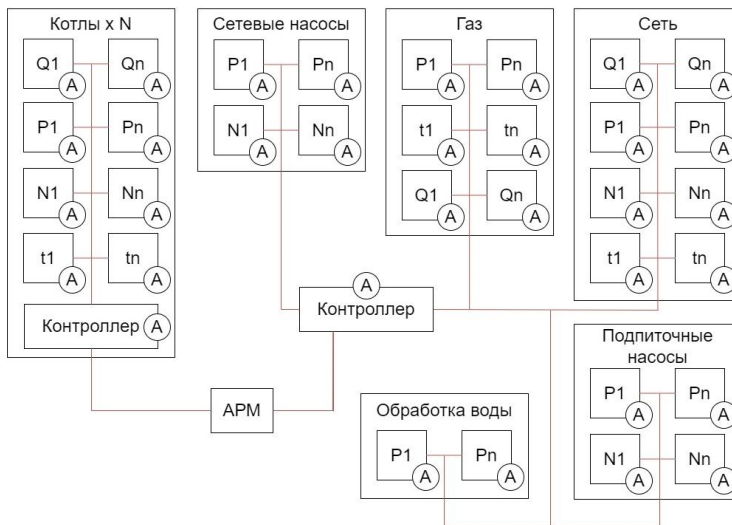 Котлы x N
Q1
Qn
A
A
P1
Pn
A
A
N1
Nn
A
A
t1
tn
A
A
Контроллер
A
Сетевые насосы
P1
Pn
A
A
N1
Nn
A
A
Газ
P1
Pn
A
A
t1
tn
A
A
Q1
Qn
A
A
Сеть
Q1
Qn
A
A
P1
Pn
A
A
N1
Nn
A
A
t1
tn
A
A
A
Контроллер
АРМ
Обработка воды
P1
Pn
A
A
Подпиточные
насосы
P1
Pn
A
A
N1
Nn
A
A